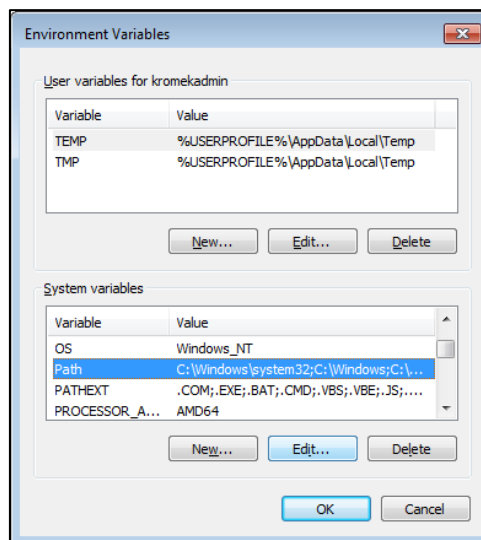 Environment Variables
User variables for kromekadmin
Variable Value
TEMP %USERPROFILE%\AppData\Local\Temp
TMP %USERPROFILE%\AppData\Local\Temp
New... Edit... Delete
System variables
Variable Value
OS Windows_NT
Path C:\Windows\system32;C:\Windows;C:\...
PATHEXT .COM;.EXE;.BAT;.CMD;.VBS;.VBE;.JS;....
PROCESSOR_A... AMD64
New... Edit... Delete
OK Cancel